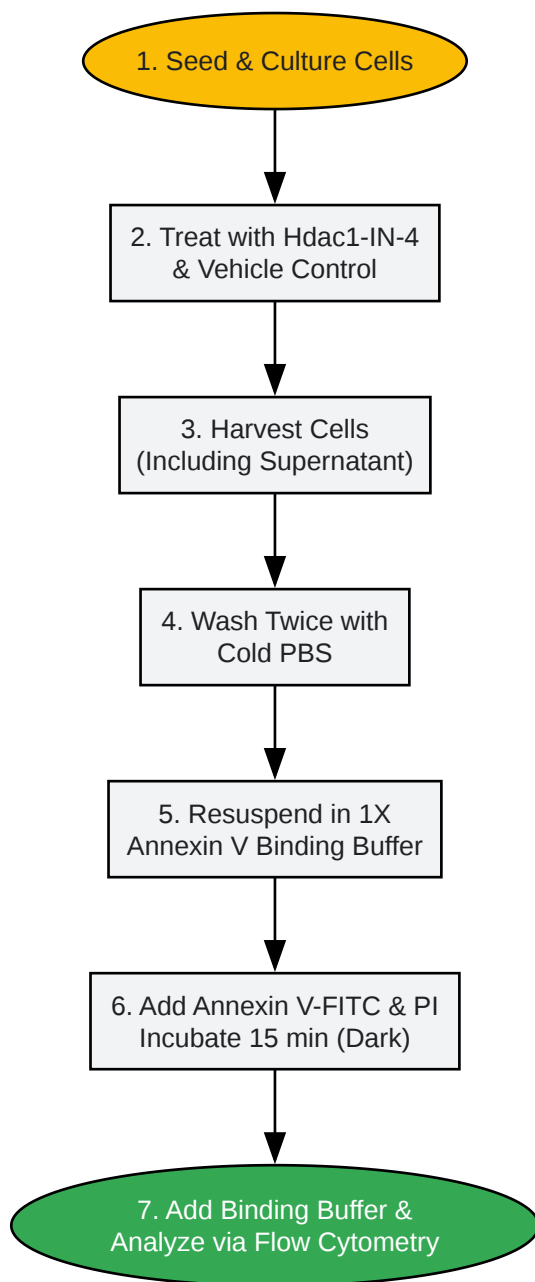 1. Seed & Culture Cells
2. Treat with Hdac1-IN-4
& Vehicle Control
3. Harvest Cells
(Including Supernatant)
4. Wash Twice with
Cold PBS
5. Resuspend in 1X
Annexin V Binding Buffer
6. Add Annexin V-FITC & PI
Incubate 15 min (Dark)
7. Add Binding Buffer &
Analyze via Flow Cytometry